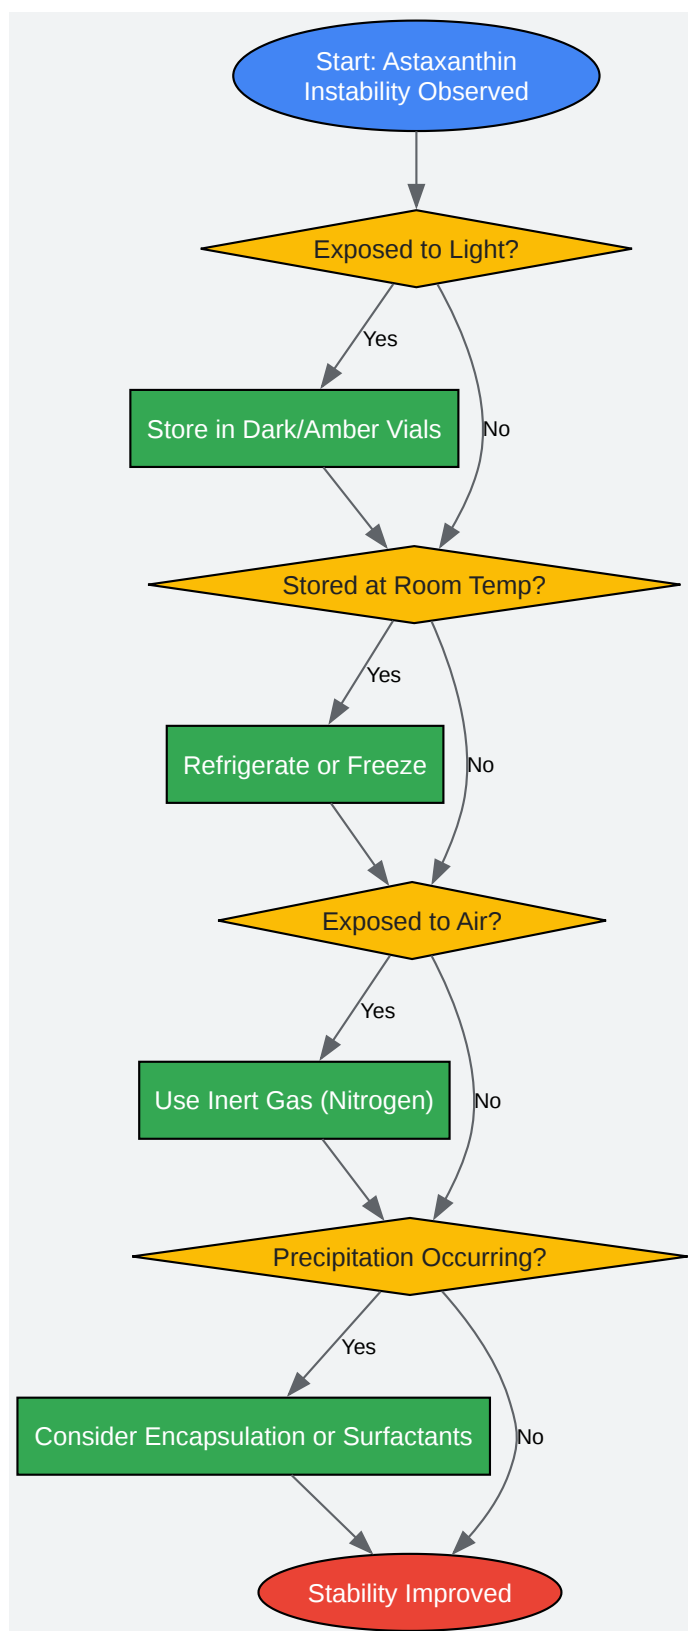 Start: Astaxanthin
Instability Observed
Exposed to Light?
Yes
Store in Dark/Amber Vials
No
Stored at Room Temp?
Yes
Refrigerate or Freeze
No
Exposed to Air?
Yes
Use Inert Gas (Nitrogen)
No
Precipitation Occurring?
Yes
Consider Encapsulation or Surfactants
No
Stability Improved